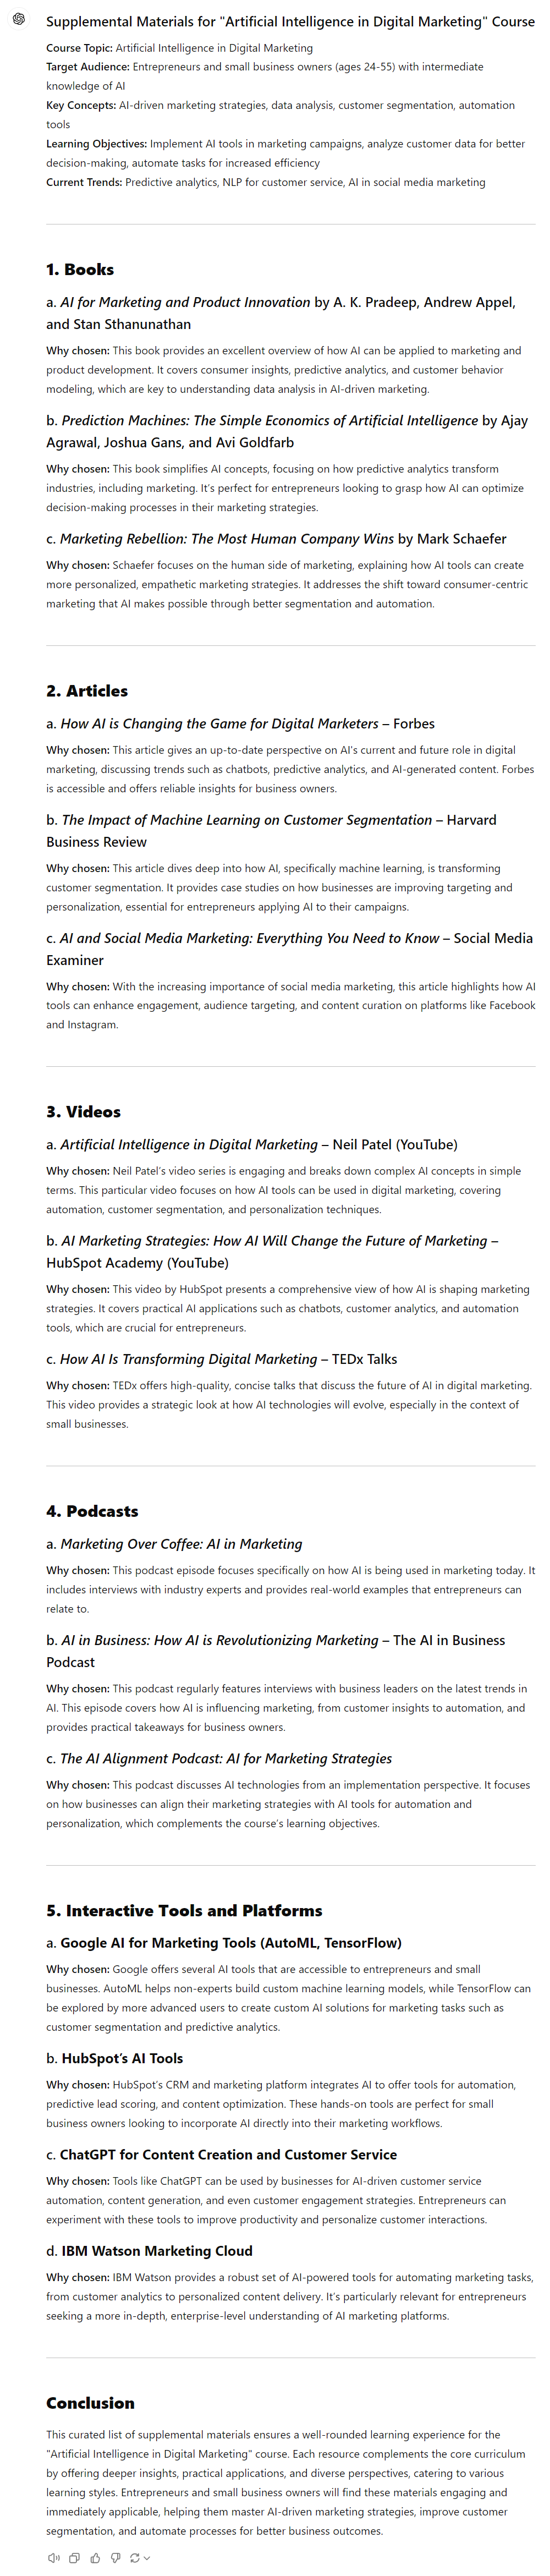 Supplemental Materials for "Artificial Intelligence in Digital Marketing" Course
Course Topic: Artificial Intelligence in Digital Marketing
Target Audience: Entrepreneurs and small business owners (ages 24-55) with intermediate
knowledge of AI
Key Concepts: AI-driven marketing strategies, data analysis, customer segmentation, automation
tools
Learning Objectives: Implement AI tools in marketing campaigns, analyze customer data for better
decision-making, automate tasks for increased efficiency
Current Trends: Predictive analytics, NLP for customer service, AI in social media marketing
1. Books
a. AI for Marketing and Product Innovation by A. K. Pradeep, Andrew Appel,
and Stan Sthanunathan
Why chosen: This book provides an excellent overview of how AI can be applied to marketing and
product development. It covers consumer insights, predictive analytics, and customer behavior
modeling, which are key to understanding data analysis in AI-driven marketing.
b. Prediction Machines: The Simple Economics of Artificial Intelligence by Ajay
Agrawal, Joshua Gans, and Avi Goldfarb
Why chosen: This book simplifies AI concepts, focusing on how predictive analytics transform
industries, including marketing. It's perfect for entrepreneurs looking to grasp how AI can optimize
decision-making processes in their marketing strategies.
c. Marketing Rebellion: The Most Human Company Wins by Mark Schaefer
Why chosen: Schaefer focuses on the human side of marketing, explaining how AI tools can create
more personalized, empathetic marketing strategies. It addresses the shift toward consumer-centric
marketing that AI makes possible through better segmentation and automation.
2. Articles
a. How AI is Changing the Game for Digital Marketers – Forbes
Why chosen: This article gives an up-to-date perspective on AI's current and future role in digital
marketing, discussing trends such as chatbots, predictive analytics, and AI-generated content. Forbes
is accessible and offers reliable insights for business owners.
b. The Impact of Machine Learning on Customer Segmentation – Harvard
Business Review
Why chosen: This article dives deep into how AI, specifically machine learning, is transforming
customer segmentation. It provides case studies on how businesses are improving targeting and
personalization, essential for entrepreneurs applying AI to their campaigns.
c. AI and Social Media Marketing: Everything You Need to Know – Social Media
Examiner
Why chosen: With the increasing importance of social media marketing, this article highlights how AI
tools can enhance engagement, audience targeting, and content curation on platforms like Facebook
and Instagram.
3. Videos
a. Artificial Intelligence in Digital Marketing – Neil Patel (YouTube)
Why chosen: Neil Patel's video series is engaging and breaks down complex AI concepts in simple
terms. This particular video focuses on how AI tools can be used in digital marketing, covering
automation, customer segmentation, and personalization techniques.
b. AI Marketing Strategies: How AI Will Change the Future of Marketing –
HubSpot Academy (YouTube)
Why chosen: This video by HubSpot presents a comprehensive view of how AI is shaping marketing
strategies. It covers practical AI applications such as chatbots, customer analytics, and automation
tools, which are crucial for entrepreneurs.
c. How AI Is Transforming Digital Marketing – TEDx Talks
Why chosen: TEDx offers high-quality, concise talks that discuss the future of AI in digital marketing.
This video provides a strategic look at how AI technologies will evolve, especially in the context of
small businesses.
4. Podcasts
a. Marketing Over Coffee: AI in Marketing
Why chosen: This podcast episode focuses specifically on how AI is being used in marketing today. It
includes interviews with industry experts and provides real-world examples that entrepreneurs can
relate to.
b. AI in Business: How AI is Revolutionizing Marketing – The AI in Business
Podcast
Why chosen: This podcast regularly features interviews with business leaders on the latest trends in
AI. This episode covers how AI is influencing marketing, from customer insights to automation, and
provides practical takeaways for business owners.
c. The AI Alignment Podcast: AI for Marketing Strategies
Why chosen: This podcast discusses AI technologies from an implementation perspective. It focuses
on how businesses can align their marketing strategies with AI tools for automation and
personalization, which complements the course's learning objectives.
5. Interactive Tools and Platforms
a. Google AI for Marketing Tools (AutoML, TensorFlow)
Why chosen: Google offers several AI tools that are accessible to entrepreneurs and small
businesses. AutoML helps non-experts build custom machine learning models, while TensorFlow can
be explored by more advanced users to create custom AI solutions for marketing tasks such as
customer segmentation and predictive analytics.
b. HubSpot's AI Tools
Why chosen: HubSpot's CRM and marketing platform integrates AI to offer tools for automation,
predictive lead scoring, and content optimization. These hands-on tools are perfect for small
business owners looking to incorporate AI directly into their marketing workflows.
c. ChatGPT for Content Creation and Customer Service
Why chosen: Tools like ChatGPT can be used by businesses for AI-driven customer service
automation, content generation, and even customer engagement strategies. Entrepreneurs can
experiment with these tools to improve productivity and personalize customer interactions.
d. IBM Watson Marketing Cloud
Why chosen: IBM Watson provides a robust set of AI-powered tools for automating marketing tasks,
from customer analytics to personalized content delivery. It's particularly relevant for entrepreneurs
seeking a more in-depth, enterprise-level understanding of AI marketing platforms.
Conclusion
This curated list of supplemental materials ensures a well-rounded learning experience for the
"Artificial Intelligence in Digital Marketing" course. Each resource complements the core curriculum
by offering deeper insights, practical applications, and diverse perspectives, catering to various
learning styles. Entrepreneurs and small business owners will find these materials engaging and
immediately applicable, helping them master AI-driven marketing strategies, improve customer
segmentation, and automate processes for better business outcomes.